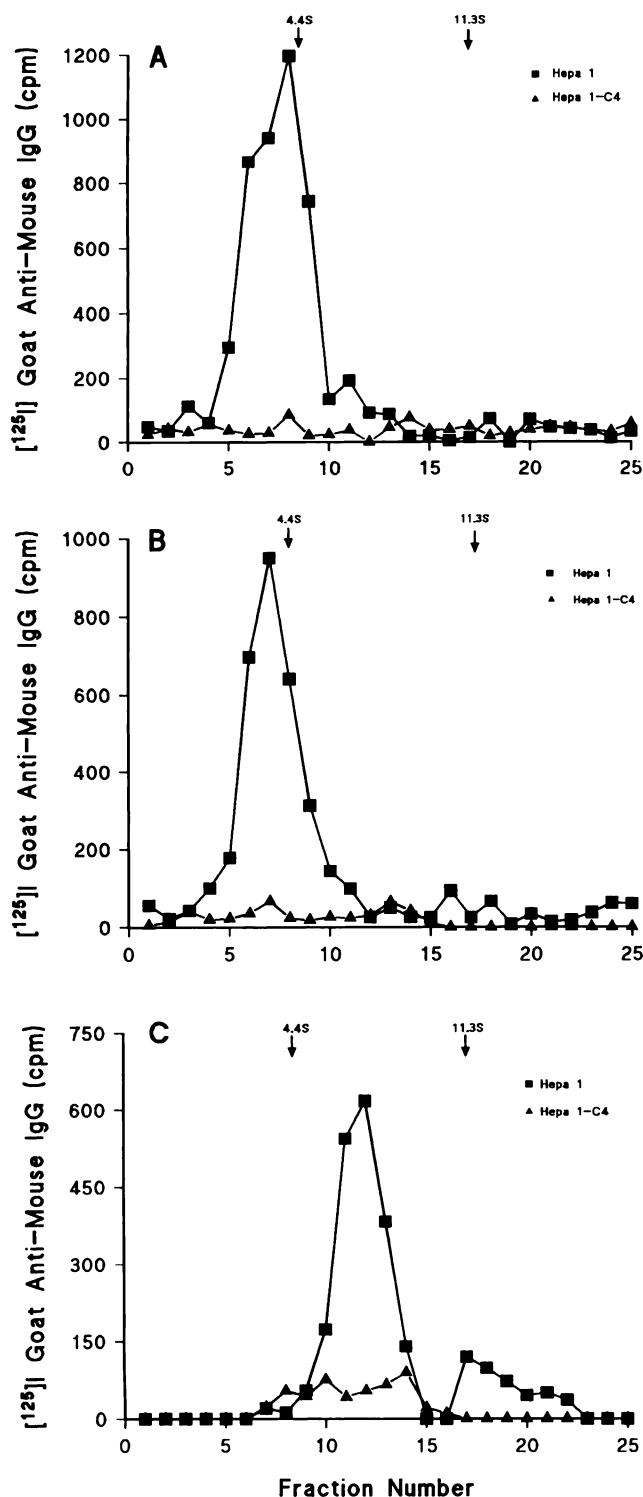 4.4S 11.3S
A
[¹²⁵I] Goat Anti-Mouse IgG (cpm)
1200
1000
800
600
400
200
0
Hepa 1
Hepa 1-C4
0 5 10 15 20 25
4.4S 11.3S
B
[¹²⁵]I Goat Anti-Mouse IgG (cpm)
1000
800
600
400
200
0
Hepa 1
Hepa 1-C4
0 5 10 15 20 25
4.4S 11.3S
C
[¹²⁵]I Goat Anti-Mouse IgG (cpm)
750
600
450
300
150
0
Hepa 1
Hepa 1-C4
0 5 10 15 20 25
Fraction Number